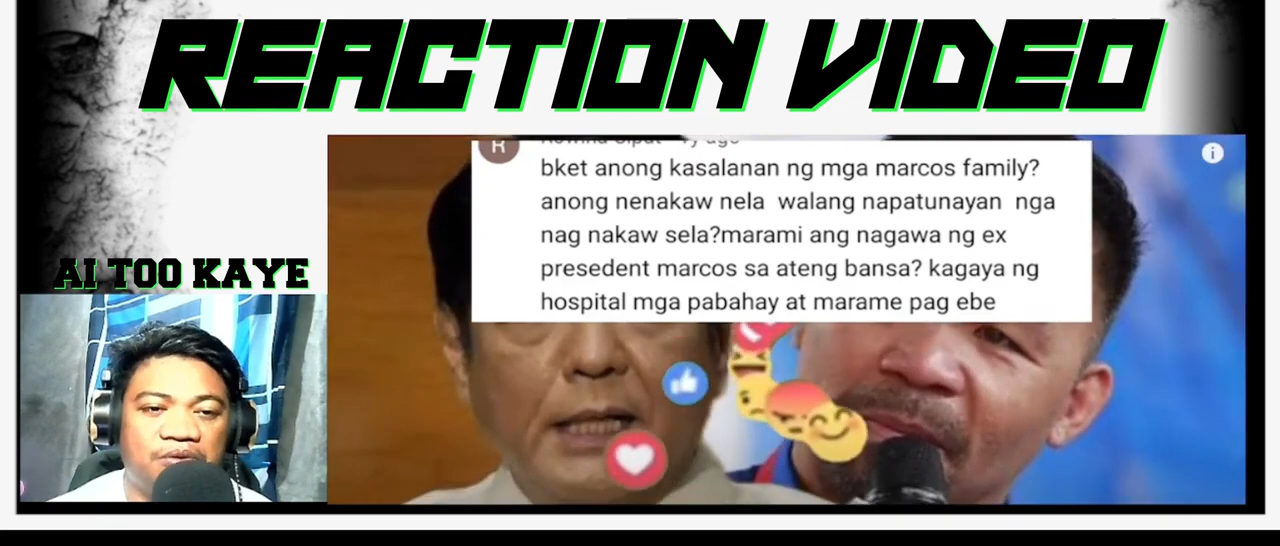 REACTION VIDEO
R
bket anong kasalanan ng mga marcos family?
anong nenakaw nela walang napatunayan nga
nag nakaw sela?marami ang nagawa ng ex
presedent marcos sa ateng bansa? kagaya ng
hospital mga pabahay at marame pag ebe
AI TOO KAYE